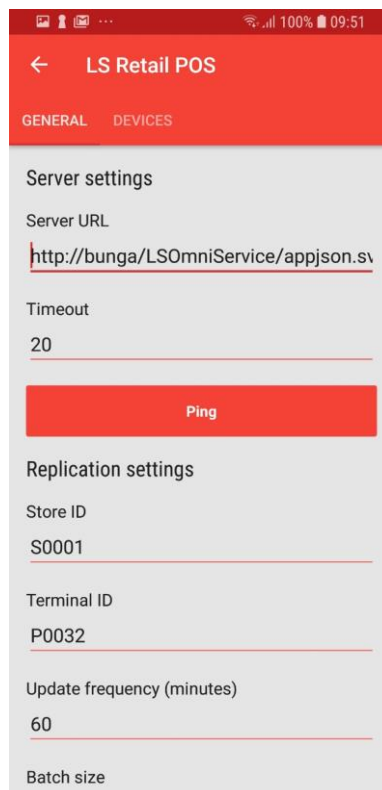 100% 09:51
LS Retail POS
GENERAL DEVICES
Server settings
Server URL
http://bunga/LSOmniService/appjson.sv
Timeout
20
Ping
Replication settings
Store ID
S0001
Terminal ID
P0032
Update frequency (minutes)
60
Batch size